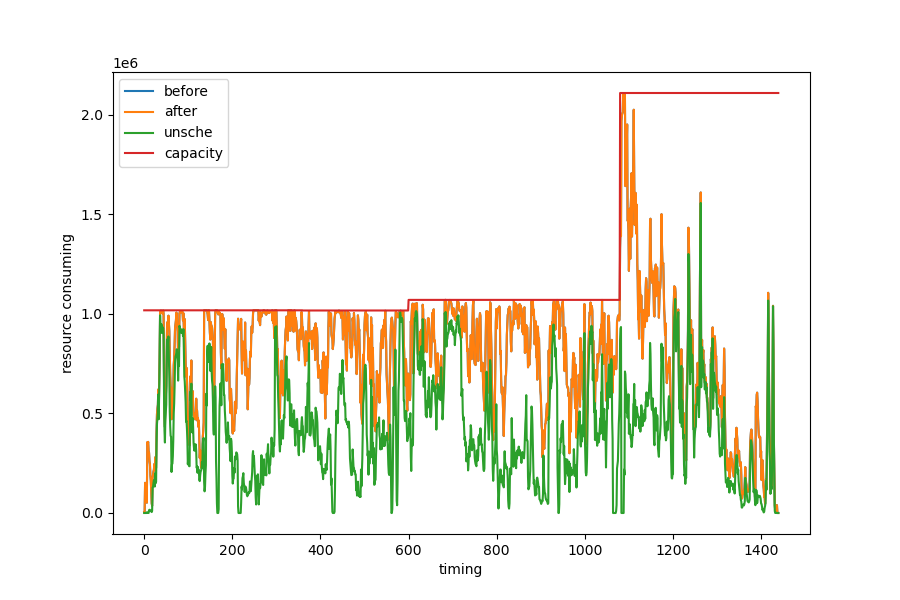 1e6
before
after
unsche
capacity
2.0
1.5
1.0
0.5
0.0
resource consuming
0 200 400 600 800 1000 1200 1400
timing